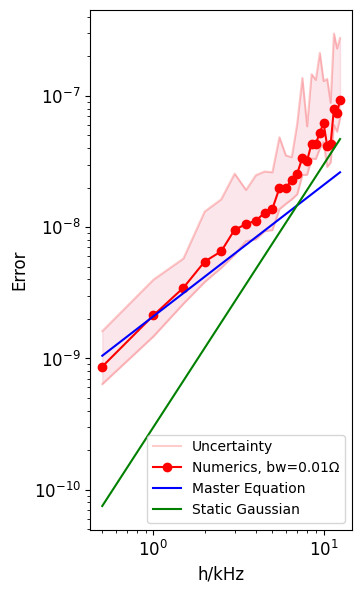 10⁻⁷
10⁻⁸
10⁻⁹
10⁻¹⁰
Error
Uncertainty
Numerics, bw=0.01Ω
Master Equation
Static Gaussian
10⁰ 10¹
h/kHz